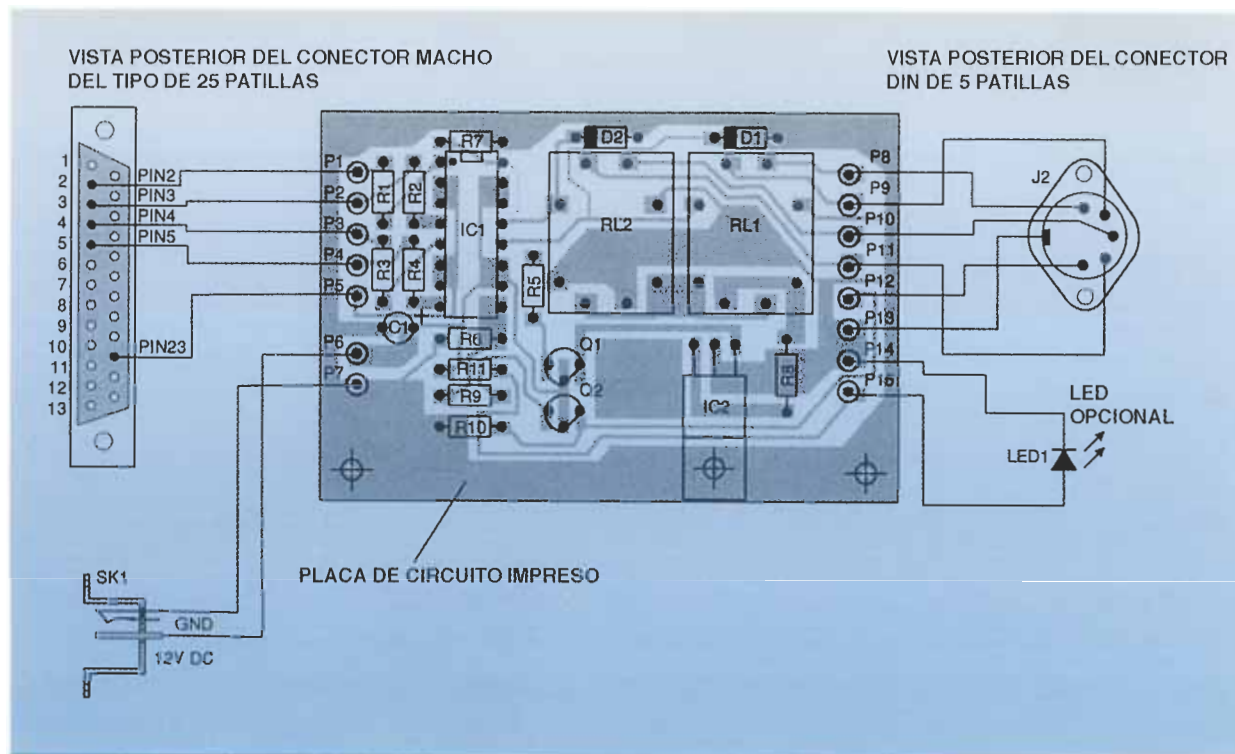 VISTA POSTERIOR DEL CONECTOR MACHO
DEL TIPO DE 25 PATILLAS
VISTA POSTERIOR DEL CONECTOR
DIN DE 5 PATILLAS
1
2
3
4
5
6
7
8
9
10
11
12
13
PIN2
PIN3
PIN4
PIN5
PIN23
P1
P2
P3
P4
P5
P6
P7
R1
R2
R3
R4
C1
+
R7
IC1
R5
R6
R11
R9
R10
D2
D1
RL2
RL1
Q1
Q2
IC2
R8
P8
P9
P10
P11
P12
P13
P14
P15
J2
LED
OPCIONAL
LED1
PLACA DE CIRCUITO IMPRESO
SK1
GND
12V DC